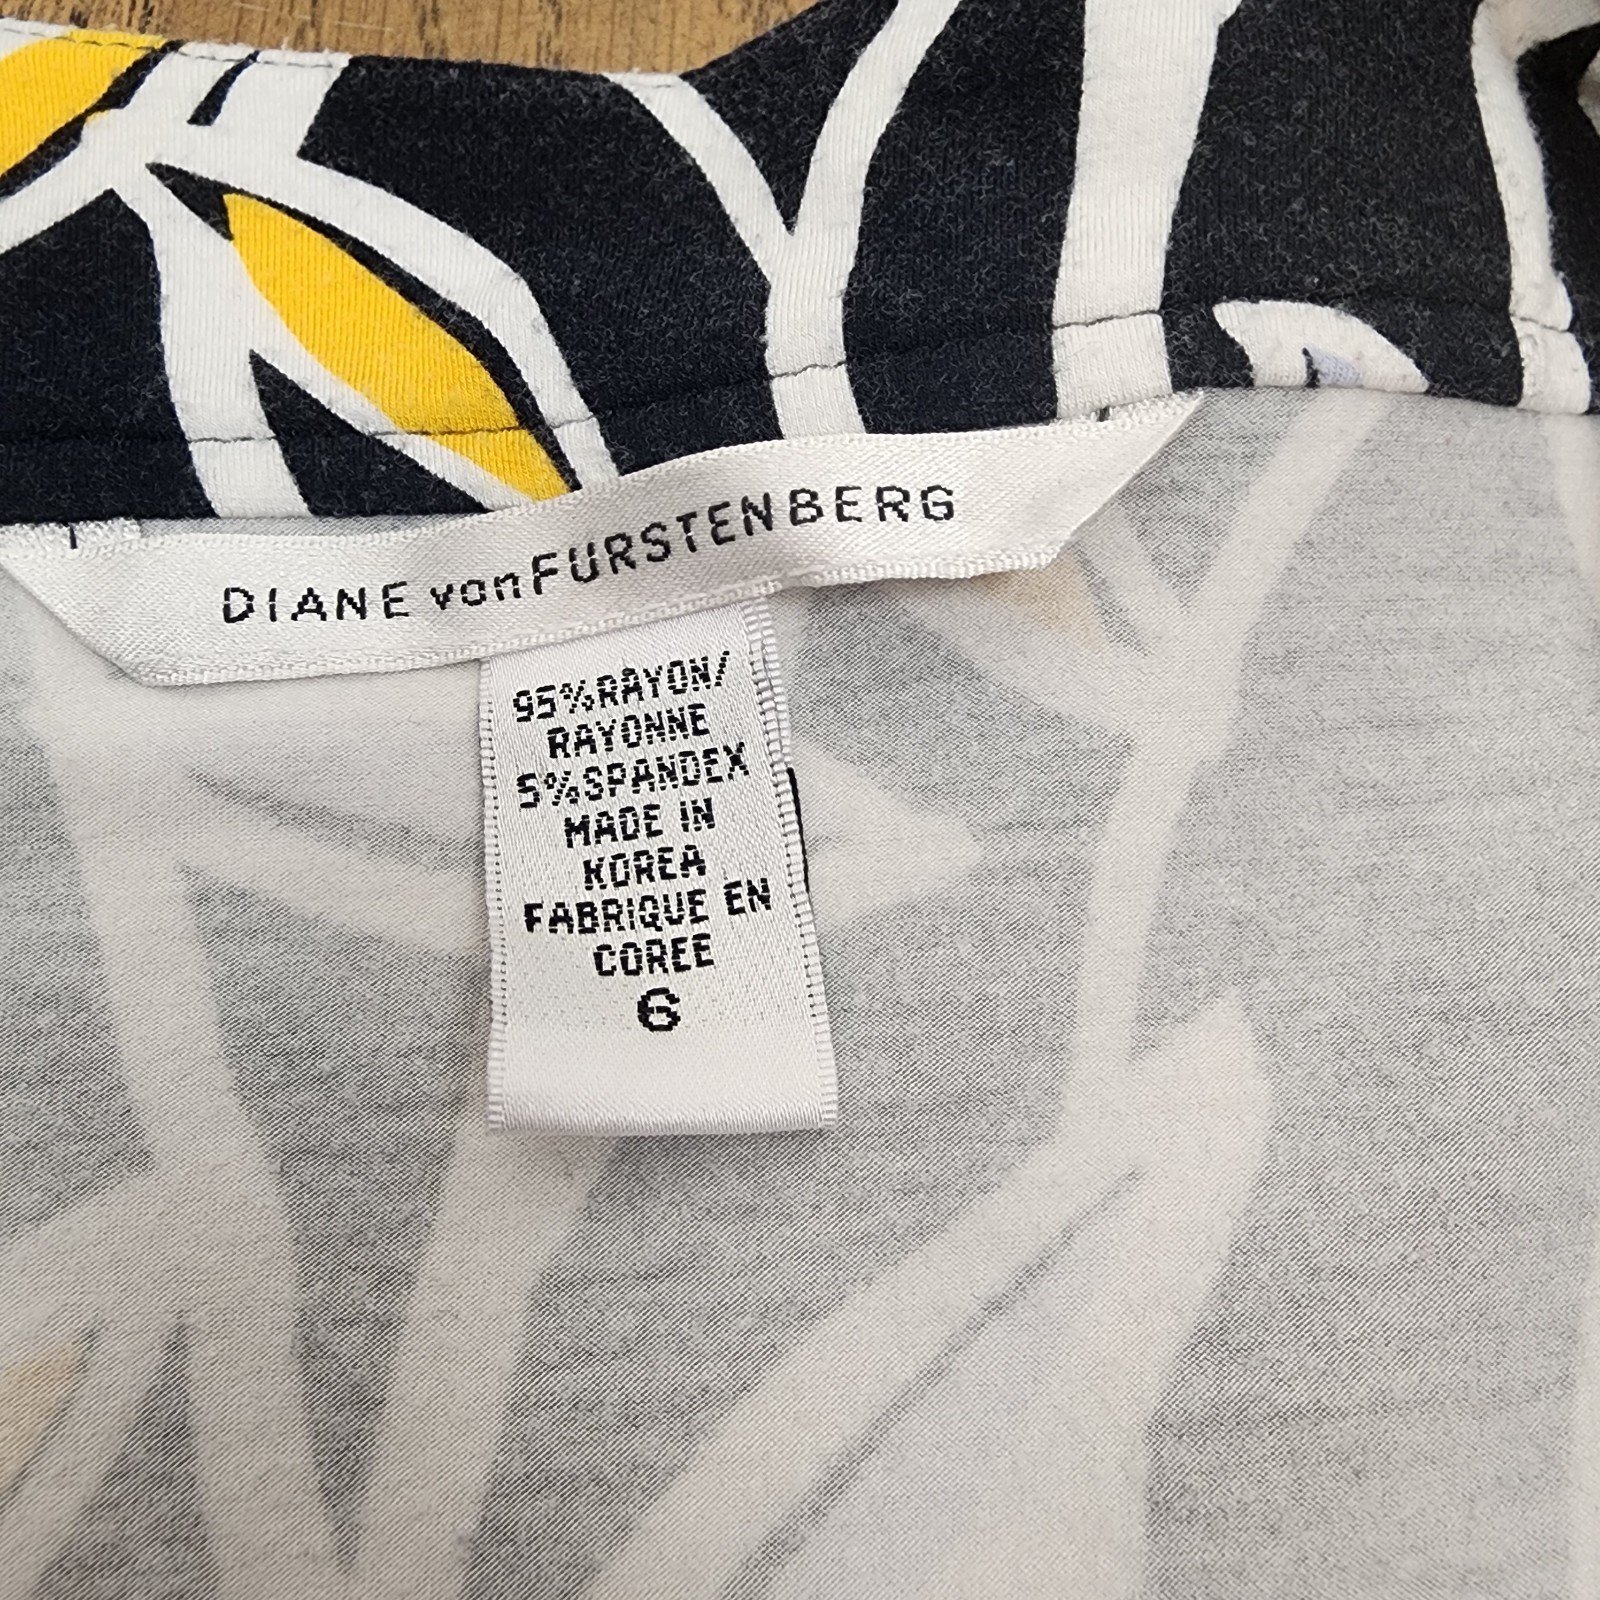 DIANE von FURSTENBERG
95%RAYON/
RAYONNE
5%SPANDEX
MADE IN
KOREA
FABRIQUE EN
COREE
6